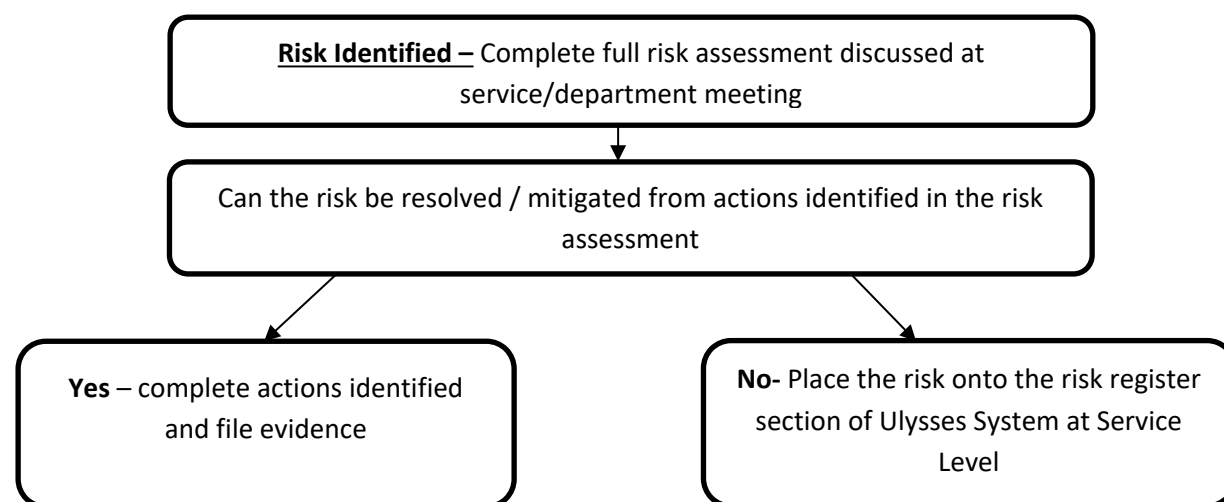 Risk Identified – Complete full risk assessment discussed at
service/department meeting
Can the risk be resolved / mitigated from actions identified in the risk
assessment
Yes – complete actions identified
and file evidence
No- Place the risk onto the risk register
section of Ulysses System at Service
Level